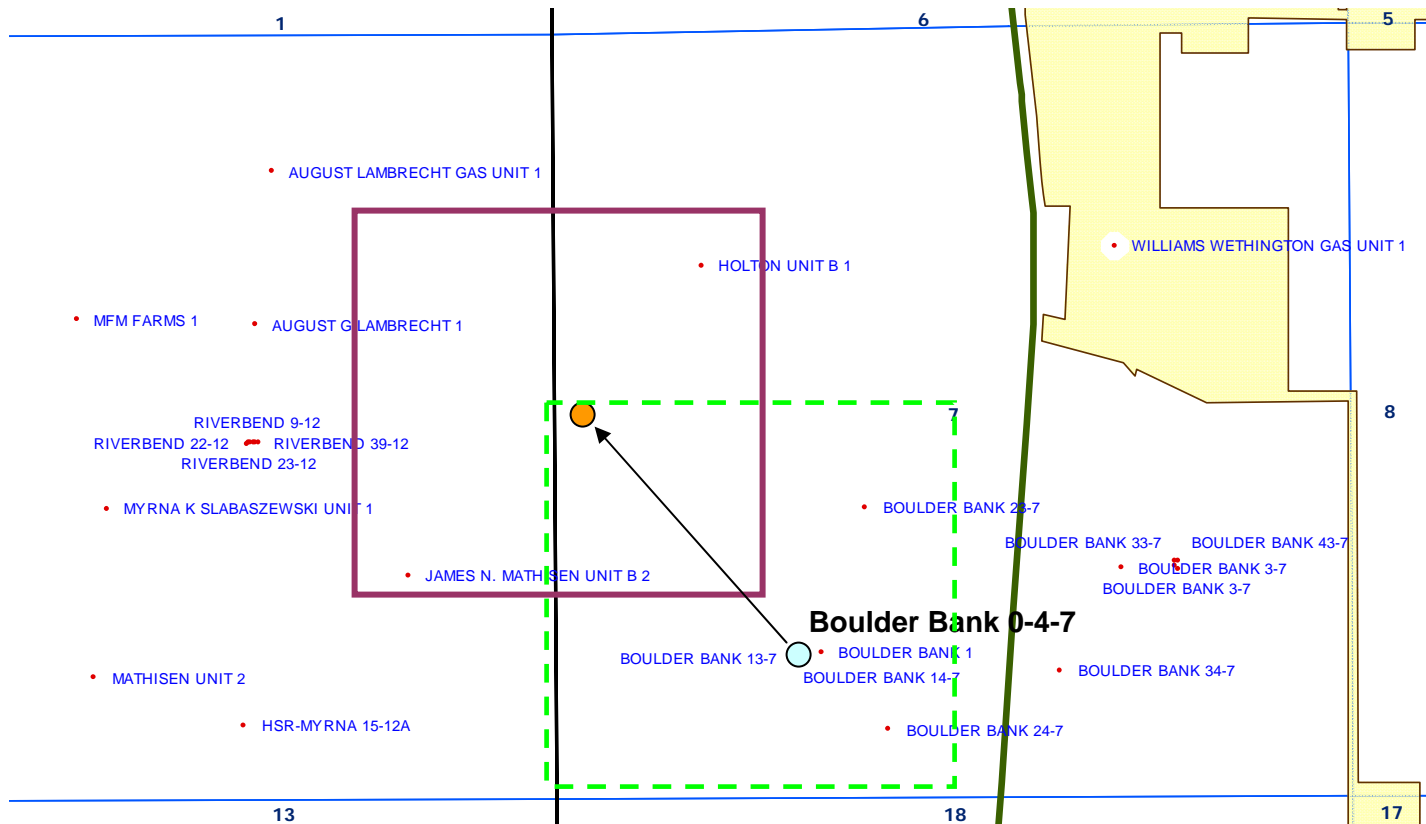 1
6
5
AUGUST LAMBRECHT GAS UNIT 1
WILLIAMS WETHINGTON GAS UNIT 1
HOLTON UNIT B 1
MFM FARMS 1
AUGUST G LAMBRECHT 1
7
8
RIVERBEND 9-12
RIVERBEND 22-12
RIVERBEND 39-12
RIVERBEND 23-12
MYRNA K SLABASZEWSKI UNIT 1
BOULDER BANK 23-7
BOULDER BANK 33-7
BOULDER BANK 43-7
BOULDER BANK 3-7
BOULDER BANK 3-7
JAMES N. MATHISEN UNIT B 2
Boulder Bank 0-4-7
BOULDER BANK 13-7
BOULDER BANK 1
BOULDER BANK 14-7
BOULDER BANK 34-7
MATHISEN UNIT 2
HSR-MYRNA 15-12A
BOULDER BANK 24-7
13
18
17